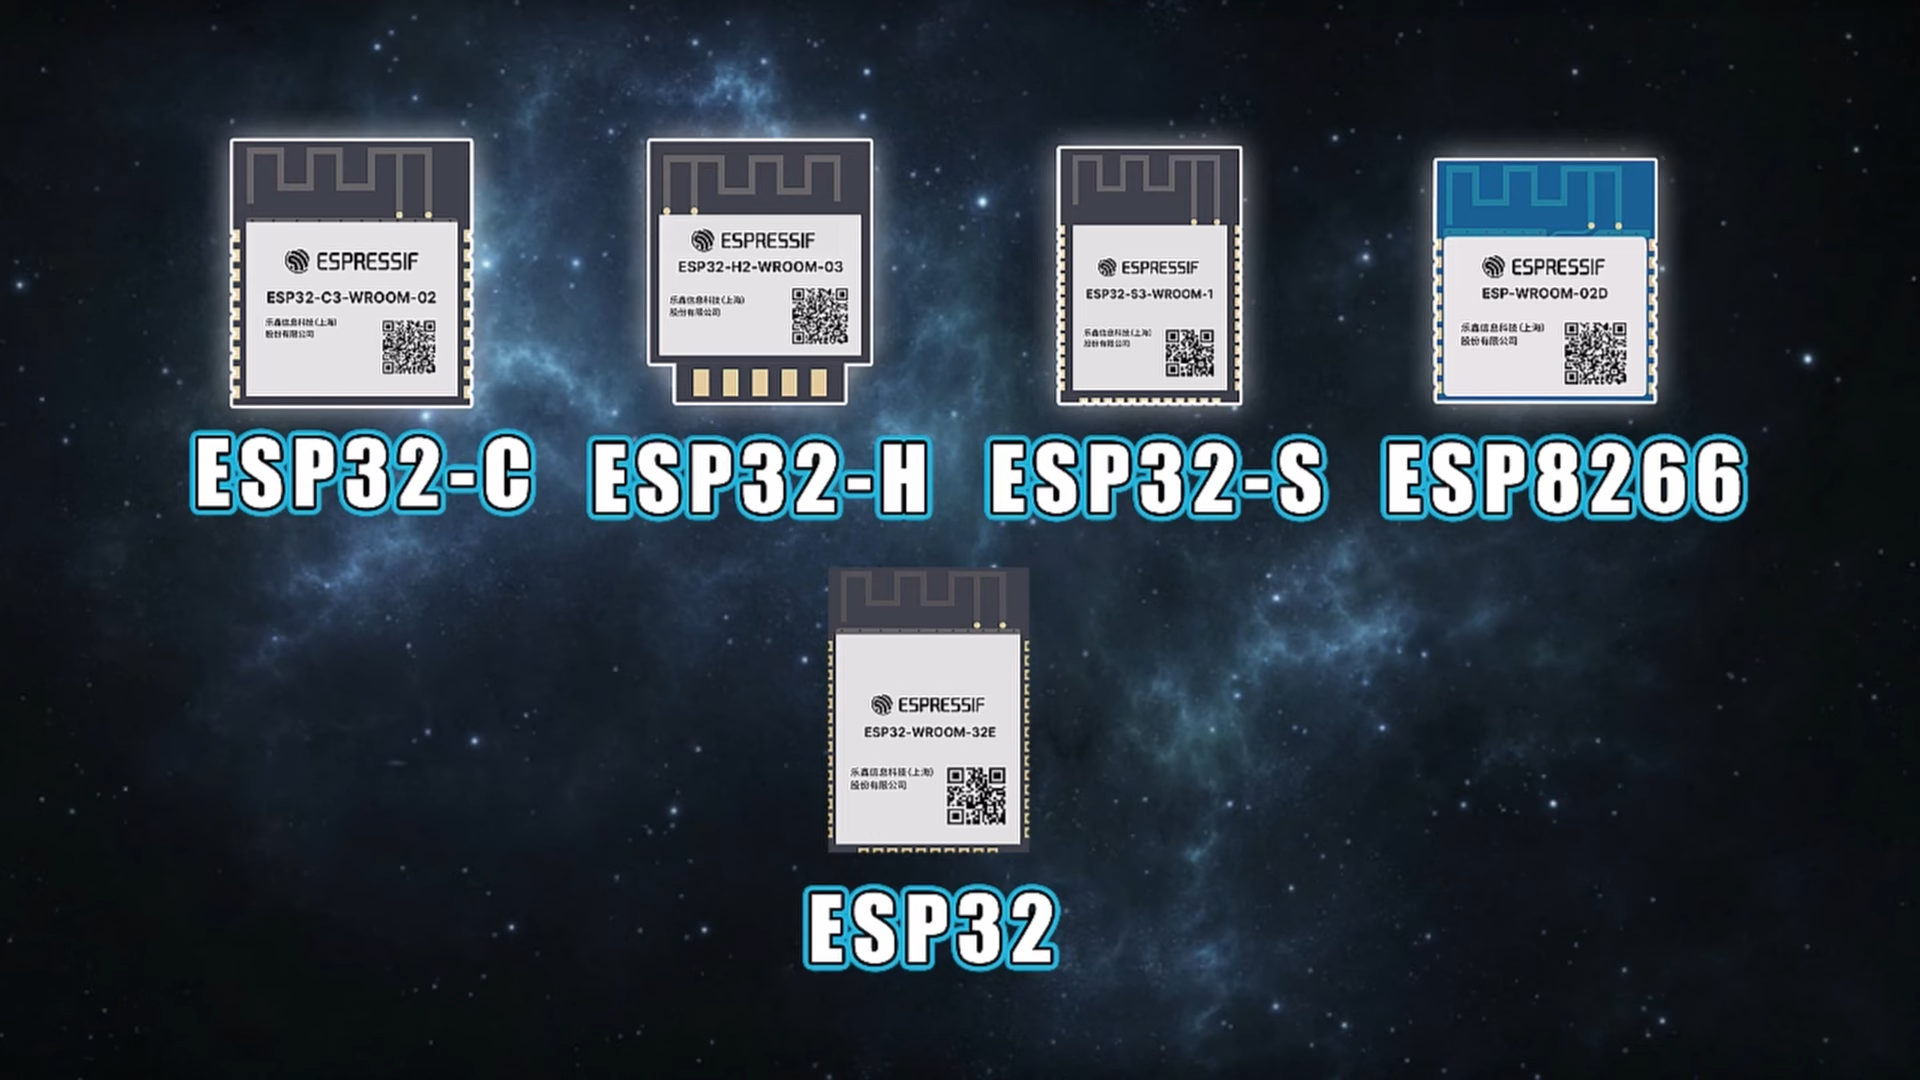 ESPRESSIF
ESP32-C3-WROOM-02
乐鑫信息科技(上海)
股份有限公司
ESP32-C
ESPRESSIF
ESP32-H2-WROOM-03
乐鑫信息科技(上海)
股份有限公司
ESP32-H
ESPRESSIF
ESP32-S3-WROOM-1
乐鑫信息科技(上海)
股份有限公司
ESP32-S
ESPRESSIF
ESP-WROOM-02D
乐鑫信息科技(上海)
股份有限公司
ESP8266
ESPRESSIF
ESP32-WROOM-32E
乐鑫信息科技(上海)
股份有限公司
ESP32